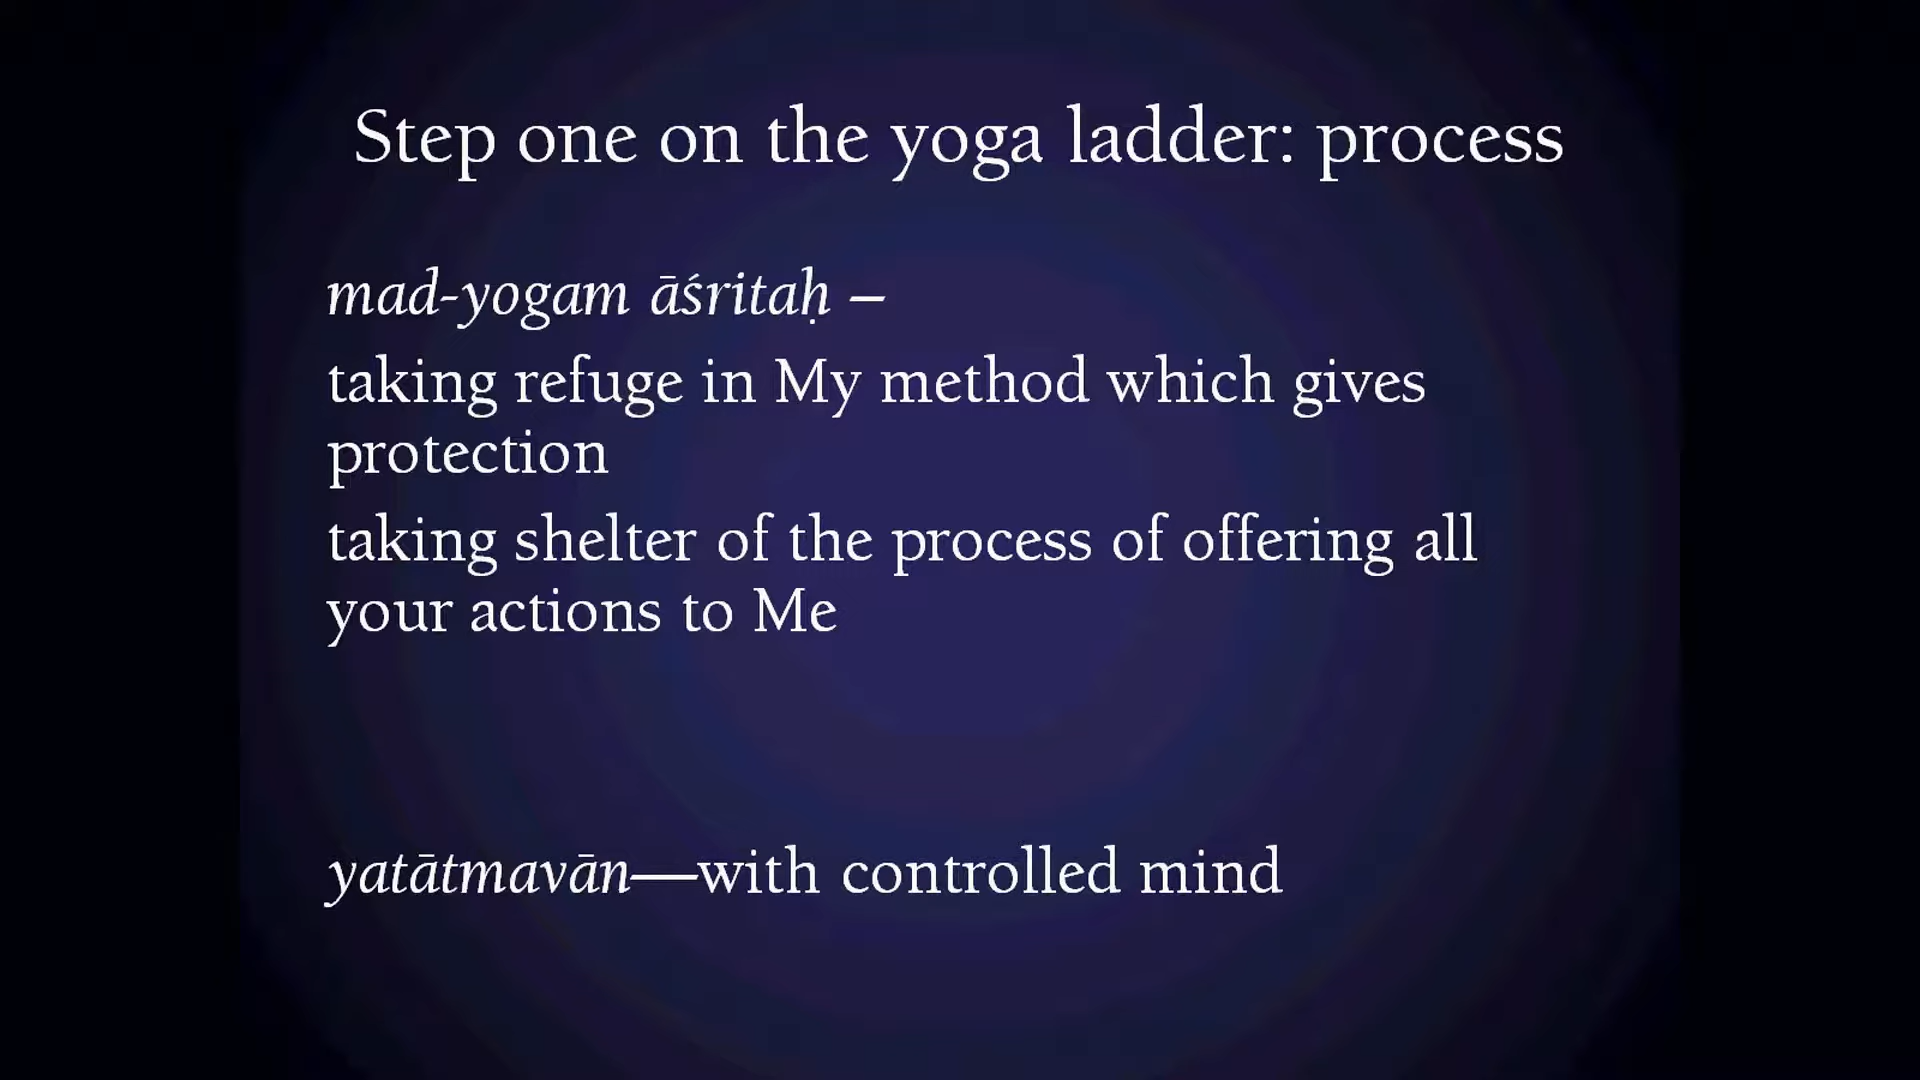 Step one on the yoga ladder: process
mad-yogam āśritaḥ –
taking refuge in My method which gives
protection
taking shelter of the process of offering all
your actions to Me
yatātmavān—with controlled mind